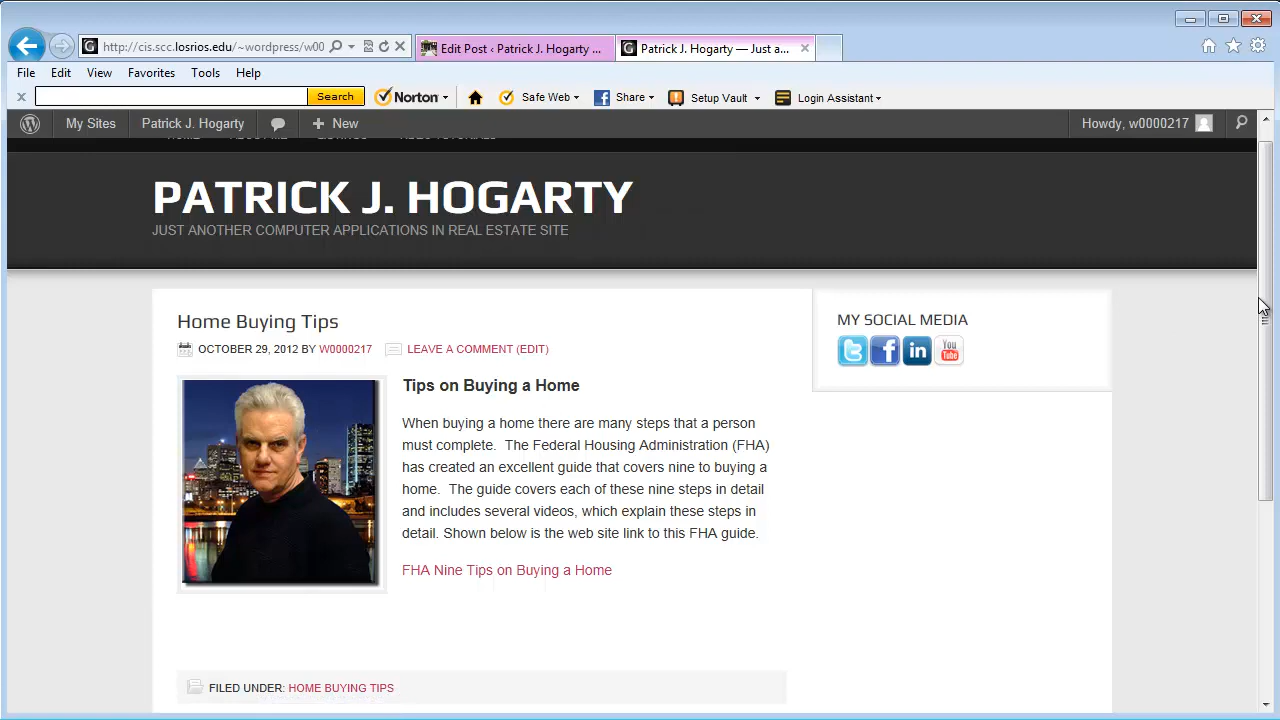 http://cis.scc.losrios.edu/~wordpress/w00
Edit Post ‹ Patrick J. Hogarty ...
Patrick J. Hogarty — Just a...
File Edit View Favorites Tools Help
Search
Norton
Safe Web
Share
Setup Vault
Login Assistant
My Sites
Patrick J. Hogarty
New
Howdy, w0000217
PATRICK J. HOGARTY
JUST ANOTHER COMPUTER APPLICATIONS IN REAL ESTATE SITE
Home Buying Tips
OCTOBER 29, 2012 BY W0000217
LEAVE A COMMENT (EDIT)
Tips on Buying a Home
When buying a home there are many steps that a person
must complete.  The Federal Housing Administration (FHA)
has created an excellent guide that covers nine to buying a
home.  The guide covers each of these nine steps in detail
and includes several videos, which explain these steps in
detail. Shown below is the web site link to this FHA guide.
FHA Nine Tips on Buying a Home
FILED UNDER: HOME BUYING TIPS
MY SOCIAL MEDIA
in
You
Tube